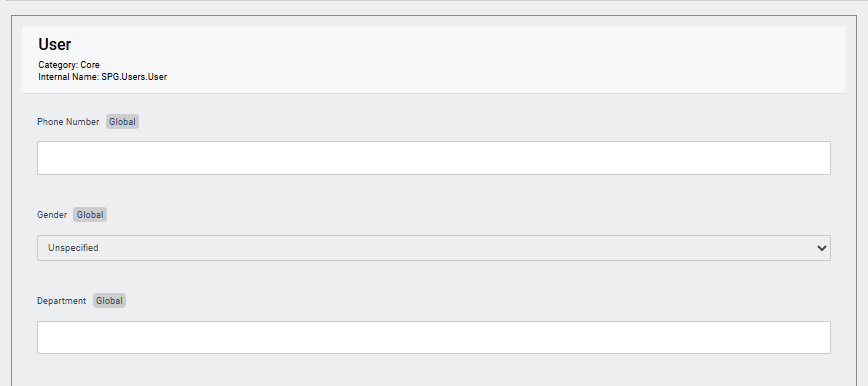 User
Category: Core
Internal Name: SPG.Users.User
Phone Number Global
Gender Global
Unspecified
Department Global